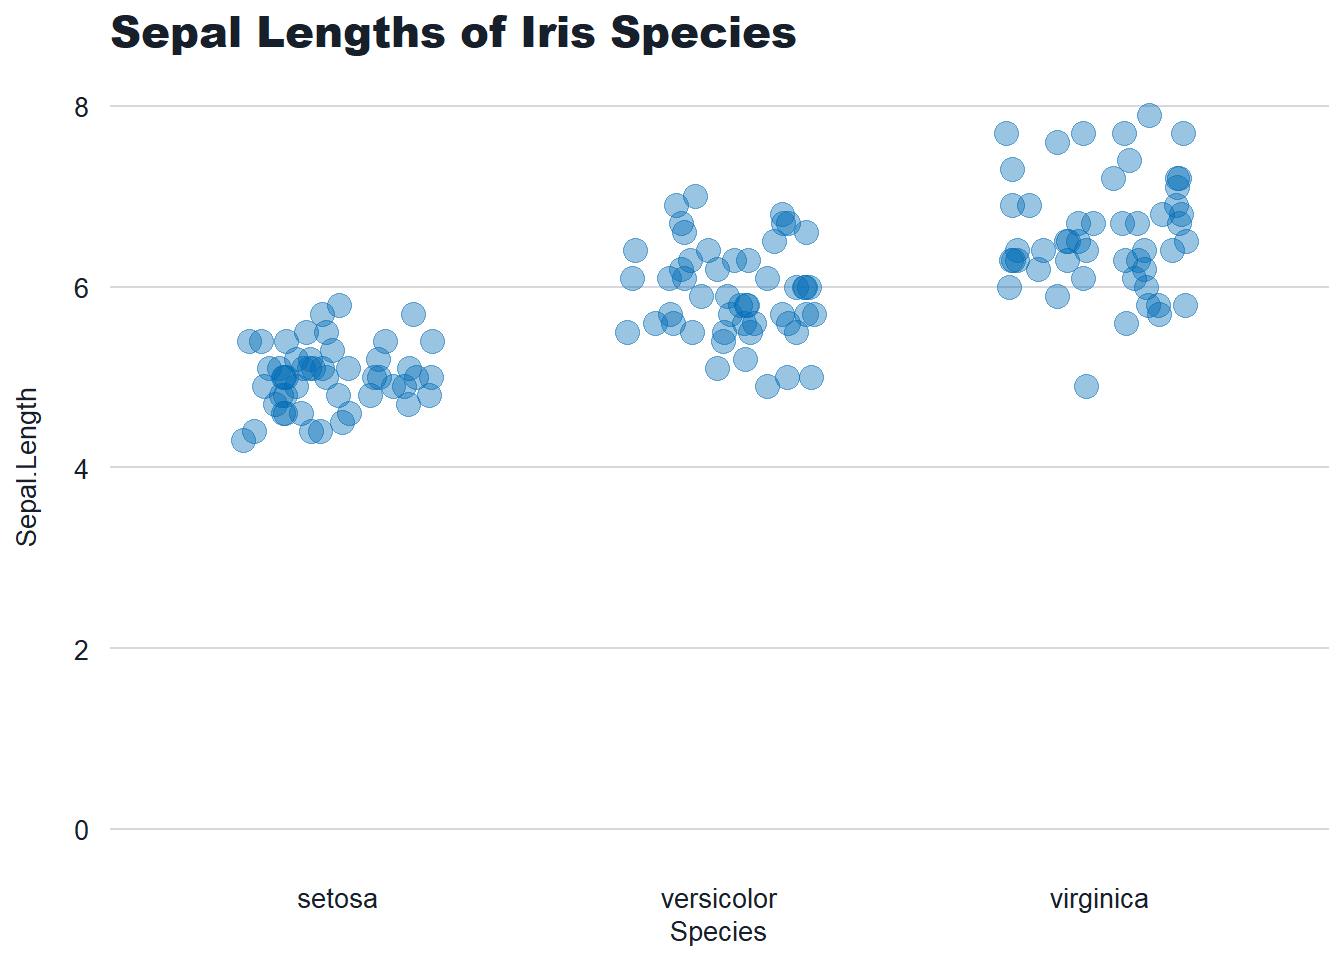 Sepal Lengths of Iris Species
8
6
4
2
0
Sepal.Length
setosa
versicolor
virginica
Species